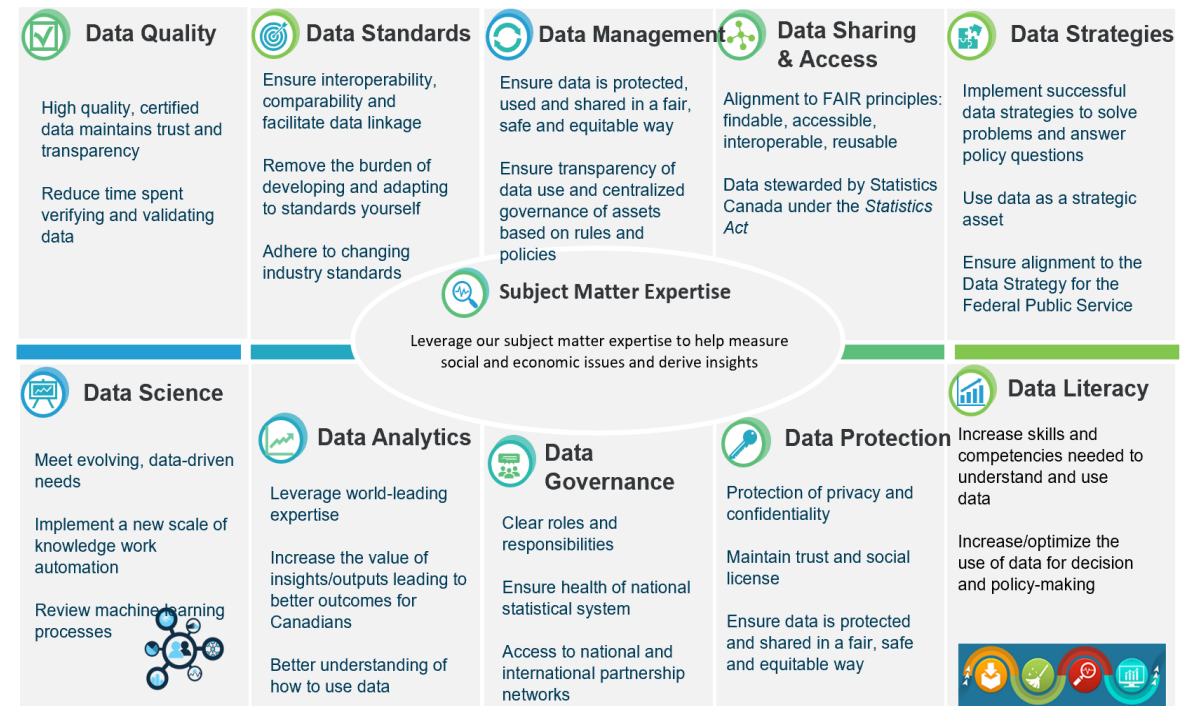 Data Quality
High quality, certified
data maintains trust and
transparency
Reduce time spent
verifying and validating
data
Data Standards
Ensure interoperability,
comparability and
facilitate data linkage
Remove the burden of
developing and adapting
to standards yourself
Adhere to changing
industry standards
Data Management
Ensure data is protected,
used and shared in a fair,
safe and equitable way
Ensure transparency of
data use and centralized
governance of assets
based on rules and
policies
Data Sharing
& Access
Alignment to FAIR principles:
findable, accessible,
interoperable, reusable
Data stewarded by Statistics
Canada under the Statistics
Act
Data Strategies
Implement successful
data strategies to solve
problems and answer
policy questions
Use data as a strategic
asset
Ensure alignment to the
Data Strategy for the
Federal Public Service
Subject Matter Expertise
Leverage our subject matter expertise to help measure
social and economic issues and derive insights
Data Science
Meet evolving, data-driven
needs
Implement a new scale of
knowledge work
automation
Review machine learning
processes
Data Analytics
Leverage world-leading
expertise
Increase the value of
insights/outputs leading to
better outcomes for
Canadians
Better understanding of
how to use data
Data
Governance
Clear roles and
responsibilities
Ensure health of national
statistical system
Access to national and
international partnership
networks
Data Protection
Protection of privacy and
confidentiality
Maintain trust and social
license
Ensure data is protected
and shared in a fair, safe
and equitable way
Data Literacy
Increase skills and
competencies needed to
understand and use
data
Increase/optimize the
use of data for decision
and policy-making